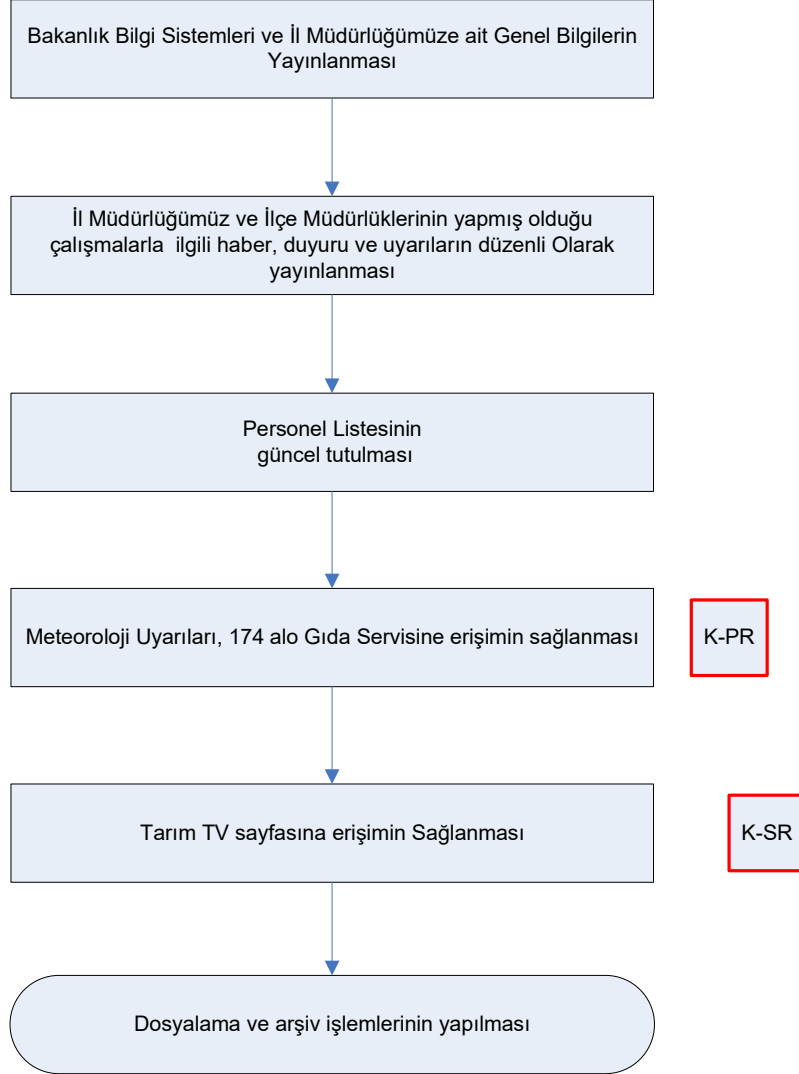 Bakanlık Bilgi Sistemleri ve İl Müdürlüğümüze ait Genel Bilgilerin
Yayınlanması
İl Müdürlüğümüz ve İlçe Müdürlüklerinin yapmış olduğu
çalışmalarla  ilgili haber, duyuru ve uyarıların düzenli Olarak
yayınlanması
Personel Listesinin
güncel tutulması
Meteoroloji Uyarıları, 174 alo Gıda Servisine erişimin sağlanması
K-PR
Tarım TV sayfasına erişimin Sağlanması
K-SR
Dosyalama ve arşiv işlemlerinin yapılması